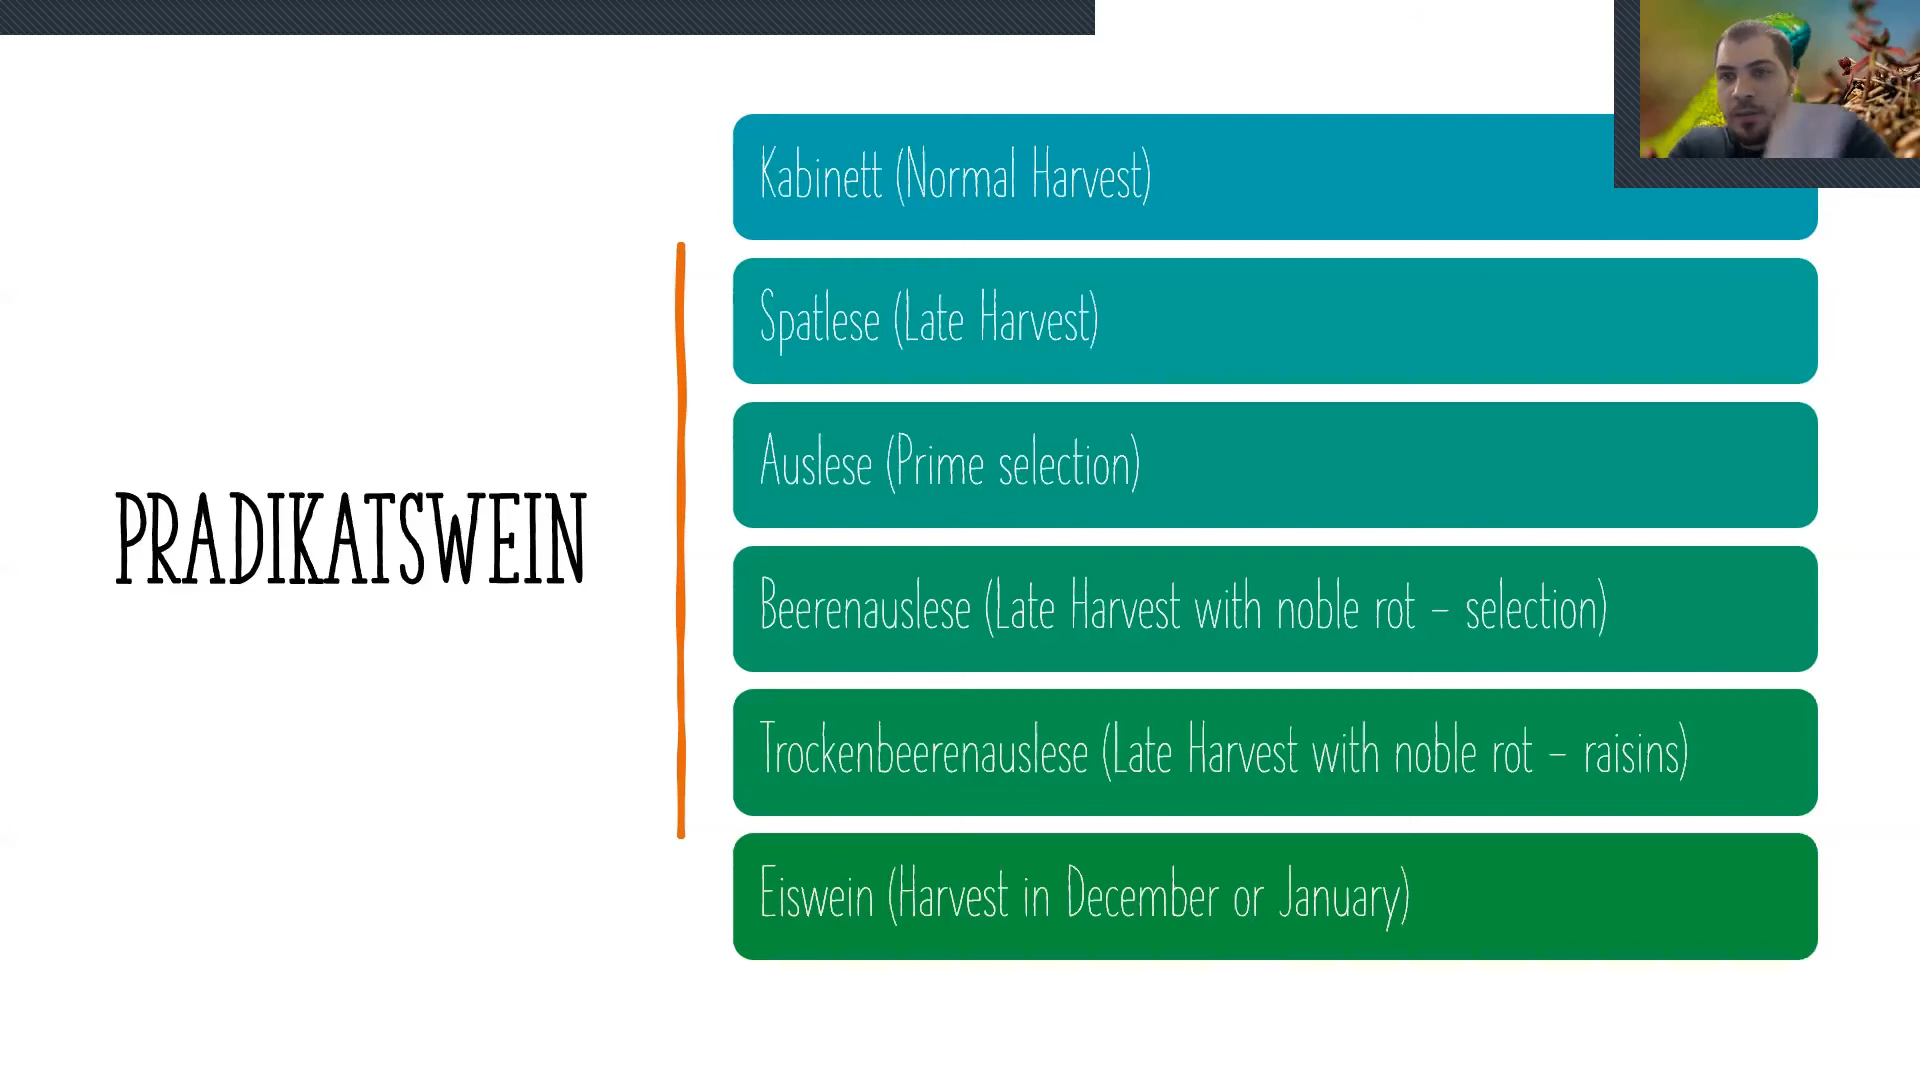 PRADIKATSWEIN
Kabinett (Normal Harvest)
Spatlese (Late Harvest)
Auslese (Prime selection)
Beerenauslese (Late Harvest with noble rot – selection)
Trockenbeerenauslese (Late Harvest with noble rot – raisins)
Eiswein (Harvest in December or January)